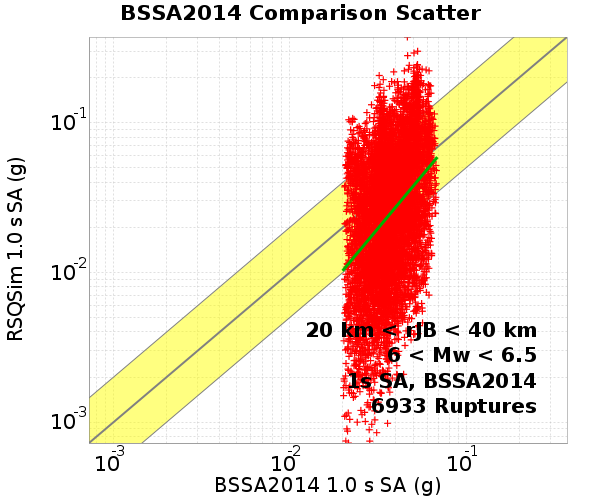 BSSA2014 Comparison Scatter
RSQSim 1.0 s SA (g)
10-1
10-2
10-3
20 km < rJB < 40 km
6 < Mw < 6.5
1s SA, BSSA2014
6933 Ruptures
10-3 10-2 10-1
BSSA2014 1.0 s SA (g)